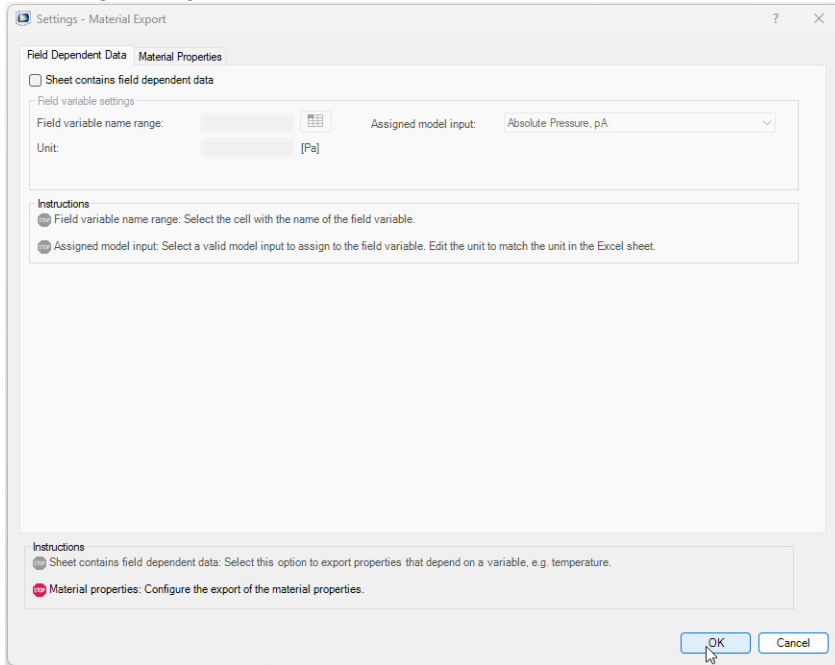 Settings - Material Export
?
Field Dependent Data Material Properties
Sheet contains field dependent data
Field variable settings
Field variable name range: Assigned model input: Absolute Pressure, pA
Unit: [Pa]
Instructions
STOP Field variable name range: Select the cell with the name of the field variable.
STOP Assigned model input: Select a valid model input to assign to the field variable. Edit the unit to match the unit in the Excel sheet.
Instructions
STOP Sheet contains field dependent data: Select this option to export properties that depend on a variable, e.g. temperature.
STOP Material properties: Configure the export of the material properties.
OK Cancel